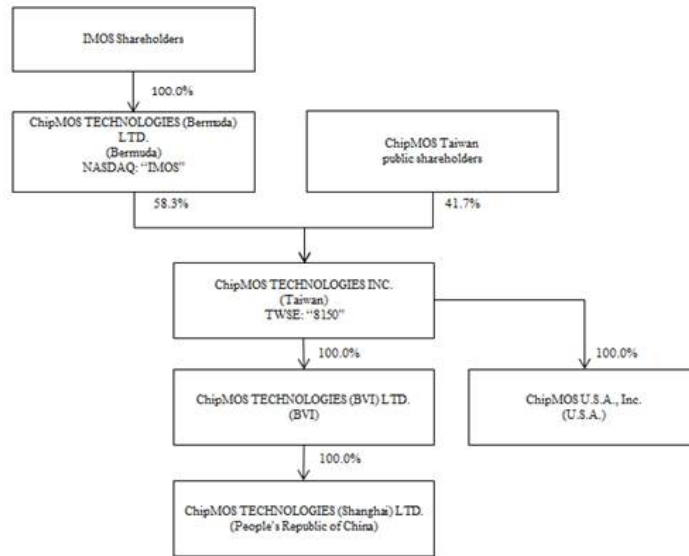 IMOS Shareholders
100.0%
ChipMOS TECHNOLOGIES (Bermuda)
LTD.
(Bermuda)
NASDAQ: “IMOS”
ChipMOS Taiwan
public shareholders
58.3%
41.7%
ChipMOS TECHNOLOGIES INC.
(Taiwan)
TWSE: “8150”
100.0%
100.0%
ChipMOS TECHNOLOGIES (BVI) LTD.
(BVI)
ChipMOS U.S.A., Inc.
(U.S.A.)
100.0%
ChipMOS TECHNOLOGIES (Shanghai) LTD.
(People’s Republic of China)